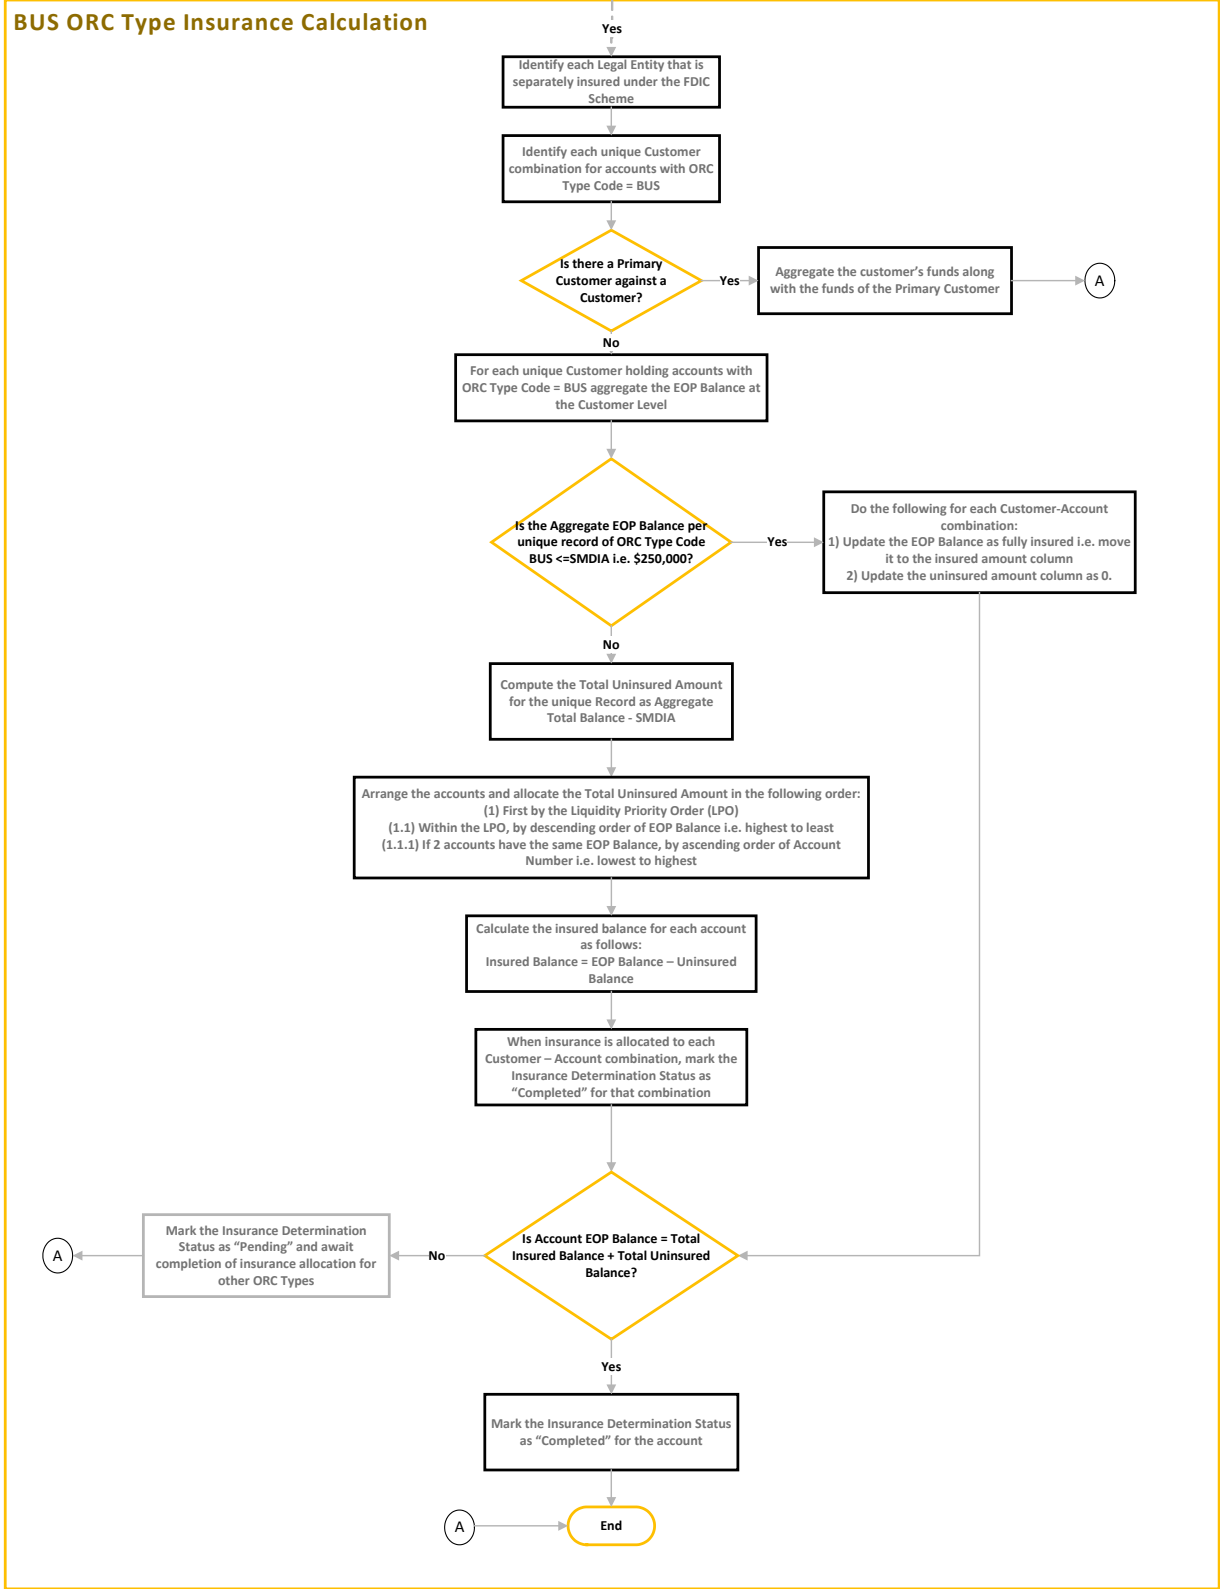 BUS ORC Type Insurance Calculation
Yes
Identify each Legal Entity that is
separately insured under the FDIC
Scheme
Identify each unique Customer
combination for accounts with ORC
Type Code = BUS
Is there a Primary
Customer against a
Customer?
Yes
Aggregate the customer’s funds along
with the funds of the Primary Customer
A
No
For each unique Customer holding accounts with
ORC Type Code = BUS aggregate the EOP Balance at
the Customer Level
Is the Aggregate EOP Balance per
unique record of ORC Type Code
BUS <=SMDIA i.e. $250,000?
Yes
Do the following for each Customer-Account
combination:
1) Update the EOP Balance as fully insured i.e. move
it to the insured amount column
2) Update the uninsured amount column as 0.
No
Compute the Total Uninsured Amount
for the unique Record as Aggregate
Total Balance - SMDIA
Arrange the accounts and allocate the Total Uninsured Amount in the following order:
(1) First by the Liquidity Priority Order (LPO)
(1.1) Within the LPO, by descending order of EOP Balance i.e. highest to least
(1.1.1) If 2 accounts have the same EOP Balance, by ascending order of Account
Number i.e. lowest to highest
Calculate the insured balance for each account
as follows:
Insured Balance = EOP Balance – Uninsured
Balance
When insurance is allocated to each
Customer – Account combination, mark the
Insurance Determination Status as
“Completed” for that combination
Is Account EOP Balance = Total
Insured Balance + Total Uninsured
Balance?
No
Mark the Insurance Determination
Status as “Pending” and await
completion of insurance allocation for
other ORC Types
A
Yes
Mark the Insurance Determination Status
as “Completed” for the account
A
End